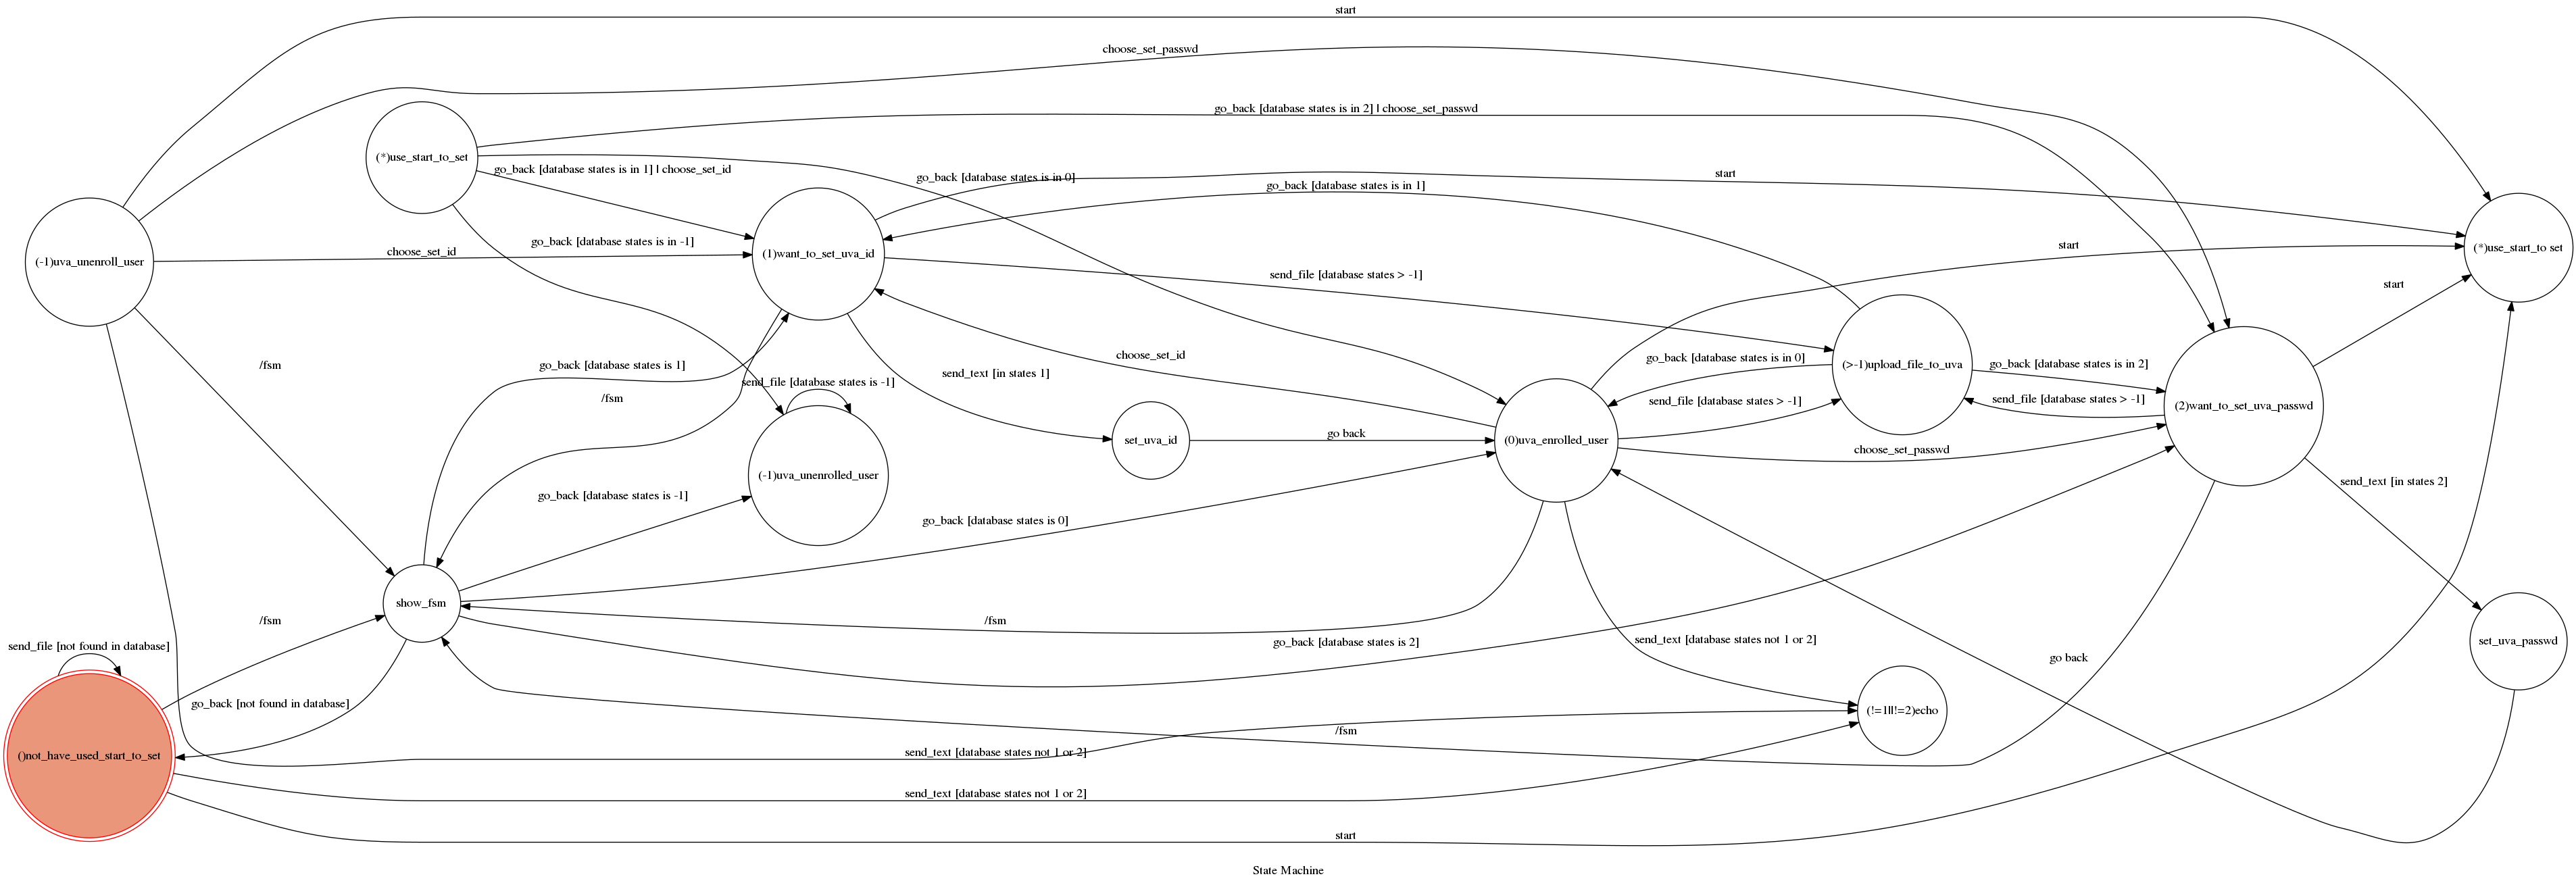 start
choose_set_passwd
go_back [database states is in 2] | choose_set_passwd
(*)use_start_to_set
go_back [database states is in 1] | choose_set_id
go_back [database states is in 0]
start
go_back [database states is in 1]
go_back [database states is in -1]
choose_set_id
(-1)uva_unenroll_user
(1)want_to_set_uva_id
start
(*)use_start_to set
send_file [database states > -1]
start
choose_set_id
go_back [database states is in 0]
(>-1)upload_file_to_uva
go_back [database states is in 2]
/fsm
go_back [database states is 1]
send_file [database states is -1]
send_text [in states 1]
/fsm
send_file [database states > -1]
send_file [database states > -1]
(2)want_to_set_uva_passwd
set_uva_id
go back
(0)uva_enrolled_user
choose_set_passwd
(-1)uva_unenrolled_user
send_text [in states 2]
go_back [database states is -1]
go_back [database states is 0]
show_fsm
/fsm
/fsm
send_file [not found in database]
go_back [database states is 2]
send_text [database states not 1 or 2]
set_uva_passwd
go back
go_back [not found in database]
(!=1||!=2)echo
/fsm
()not_have_used_start_to_set
send_text [database states not 1 or 2]
send_text [database states not 1 or 2]
start
State Machine